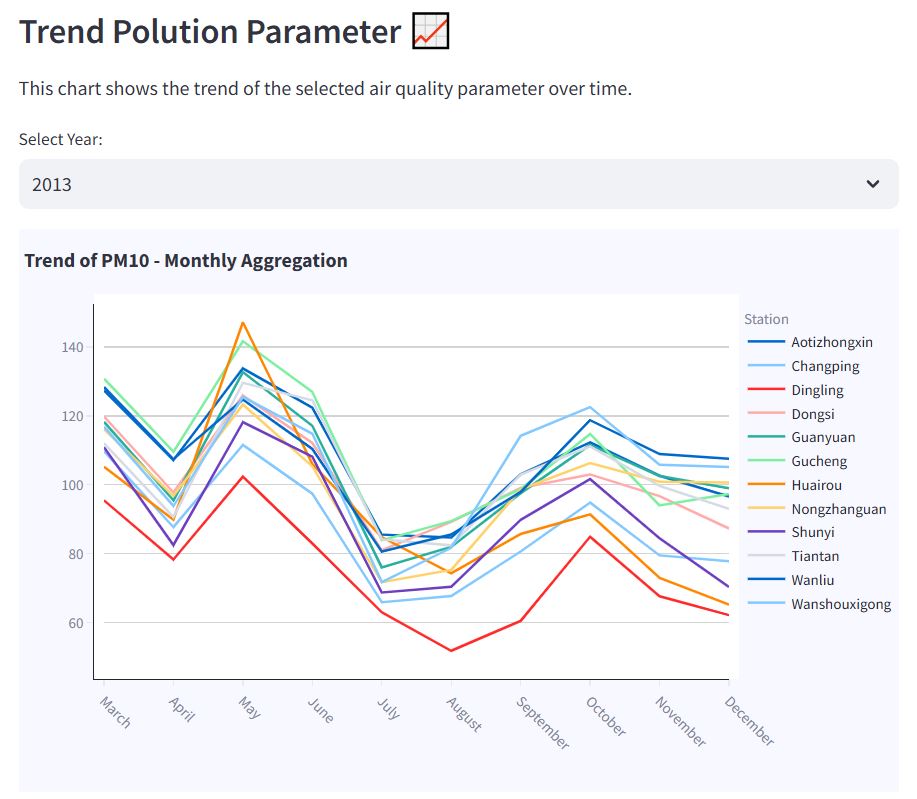 Trend Polution Parameter
This chart shows the trend of the selected air quality parameter over time.
Select Year:
2013
Trend of PM10 - Monthly Aggregation
140
120
100
80
60
March
April
May
June
July
August
September
October
November
December
Station
Aotizhongxin
Changping
Dingling
Dongsi
Guanyuan
Gucheng
Huairou
Nongzhanguan
Shunyi
Tiantan
Wanliu
Wanshouxigong